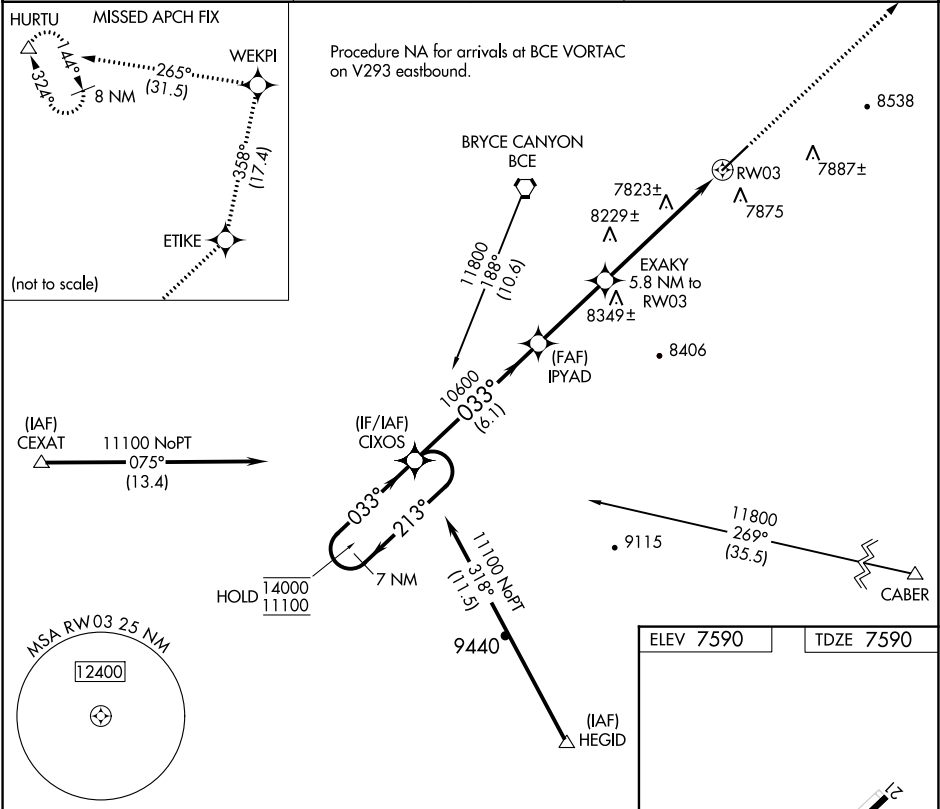 HURTU
MISSED APCH FIX
WEKPI
144°
324°
8 NM
265°
(31.5)
358°
(17.4)
ETIKE
(not to scale)
Procedure NA for arrivals at BCE VORTAC
on V293 eastbound.
8538
BRYCE CANYON
BCE
RW03
7887±
7823±
7875
8229±
11800
188°
(10.6)
EXAKY
5.8 NM to
RW03
8349±
8406
(FAF)
IPYAD
10600
033°
(6.1)
(IF/IAF)
CIXOS
(IAF)
CEXAT
11100 NoPT
075°
(13.4)
033°
213°
7 NM
HOLD
14000
11100
11100 NoPT
318°
(11.5)
11800
269°
(35.5)
9115
CABER
9440
(IAF)
HEGID
MSA RW03 25 NM
12400
ELEV 7590
TDZE 7590
21